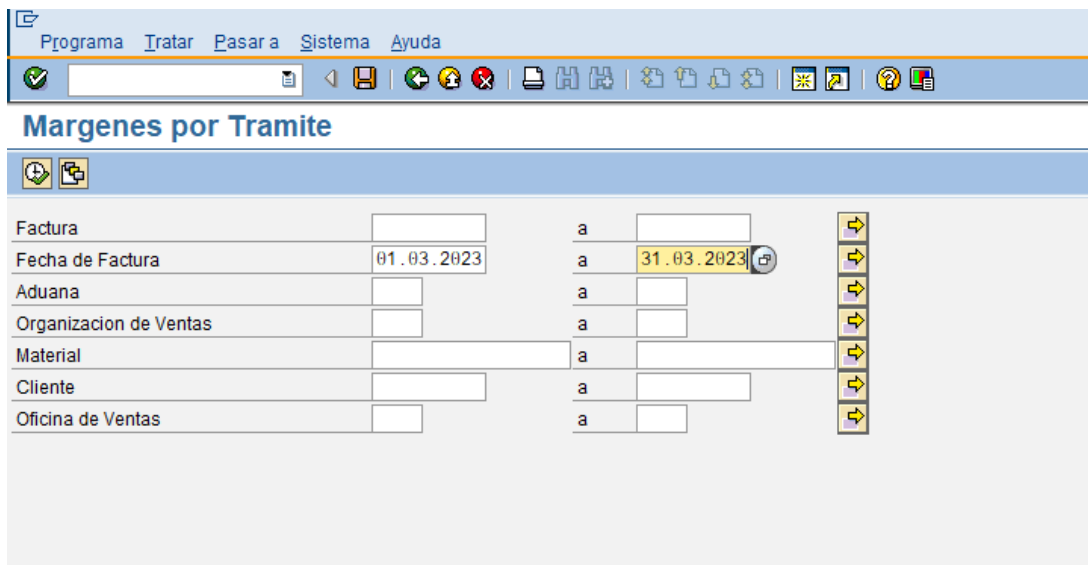 Programa Tratar Pasar a Sistema Ayuda
Margenes por Tramite
Factura a
Fecha de Factura 01.03.2023 a 31.03.2023
Aduana a
Organizacion de Ventas a
Material a
Cliente a
Oficina de Ventas a